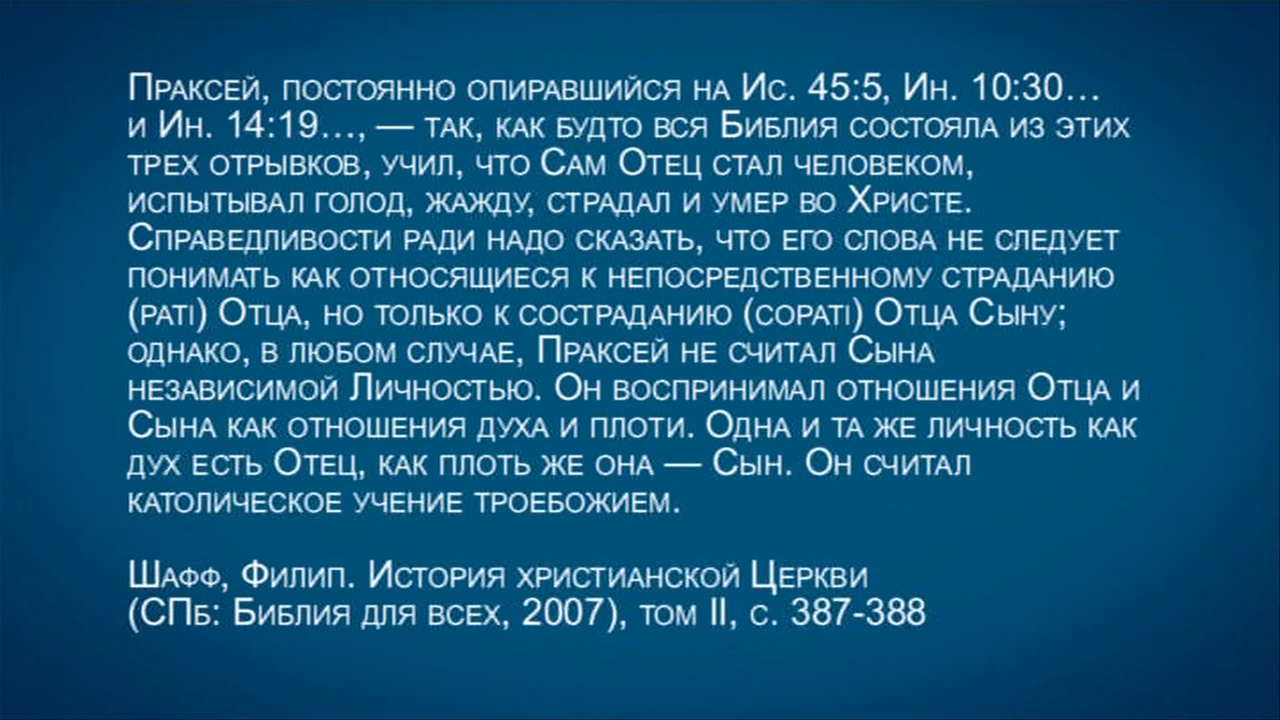 Праксей, постоянно опиравшийся на Ис. 45:5, Ин. 10:30…
и Ин. 14:19…, — так, как будто вся Библия состояла из этих
трех отрывков, учил, что Сам Отец стал человеком,
испытывал голод, жажду, страдал и умер во Христе.
Справедливости ради надо сказать, что его слова не следует
понимать как относящиеся к непосредственному страданию
(pati) Отца, но только к состраданию (copati) Отца Сыну;
однако, в любом случае, Праксей не считал Сына
независимой Личностью. Он воспринимал отношения Отца и
Сына как отношения духа и плоти. Одна и та же личность как
дух есть Отец, как плоть же она — Сын. Он считал
католическое учение троебожием.
Шафф, Филип. История христианской Церкви
(СПб: Библия для всех, 2007), том II, с. 387-388